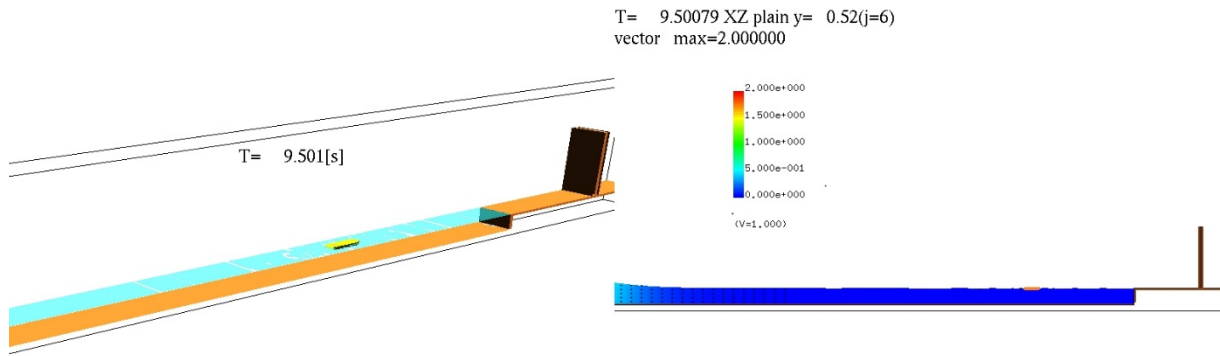 T= 9.501[s]
T= 9.50079 XZ plain y= 0.52(j=6)
vector max=2.000000
2.000e+000
1.500e+000
1.000e+000
5.000e-001
0.000e+000
(V=1.000)